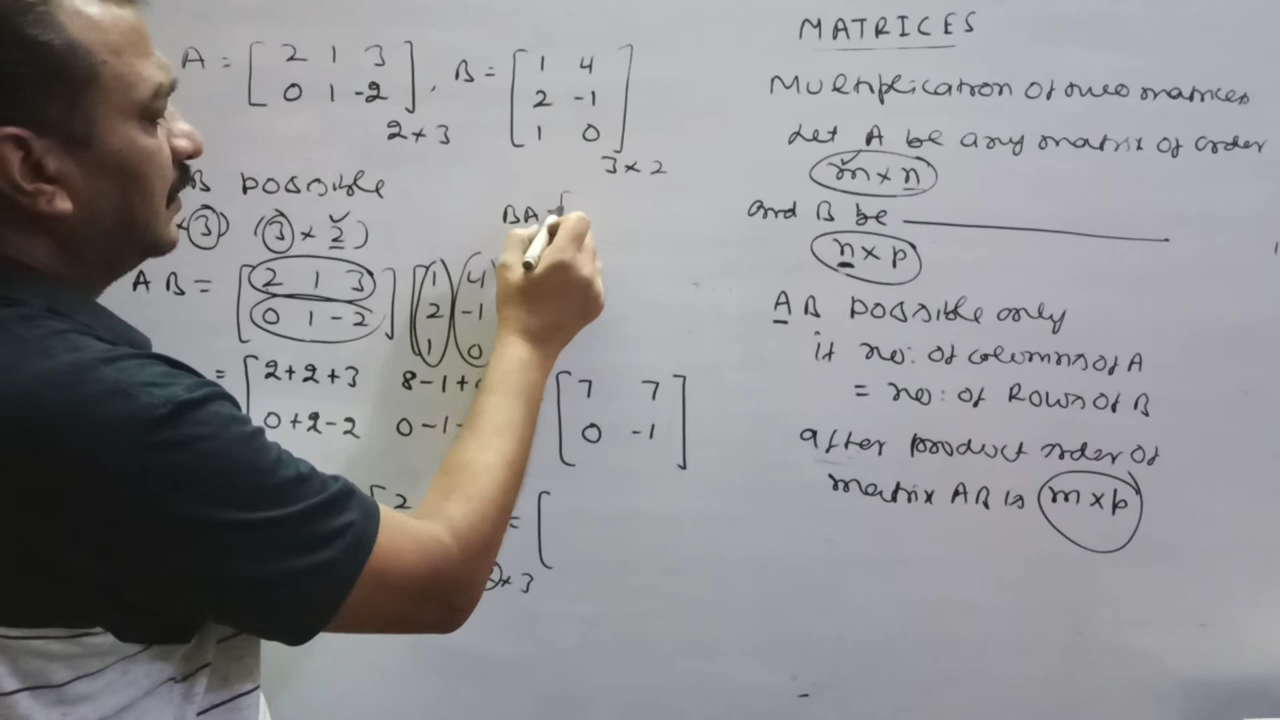 A = [ 2 1 3
0 1 -2 ] 2×3 , B = [ 1 4
2 -1
1 0 ] 3×2
B possible
×3) (3×2)
AB = [ 2 1 3
0 1 -2 ] [ 1 4
2 -1
1 0
= [ 2+2+3 8-1+
0+2-2 0-1-
[ 7 7
0 -1 ]
BA = [
[ 2
= [
×3
MATRICES
Multiplication of two matrices
Let A be any matrix of order
m×n
and B be ____________
n×p
AB possible only
if no: of columns of A
= no: of Rows of B
after product order of
matrix AB is m×p